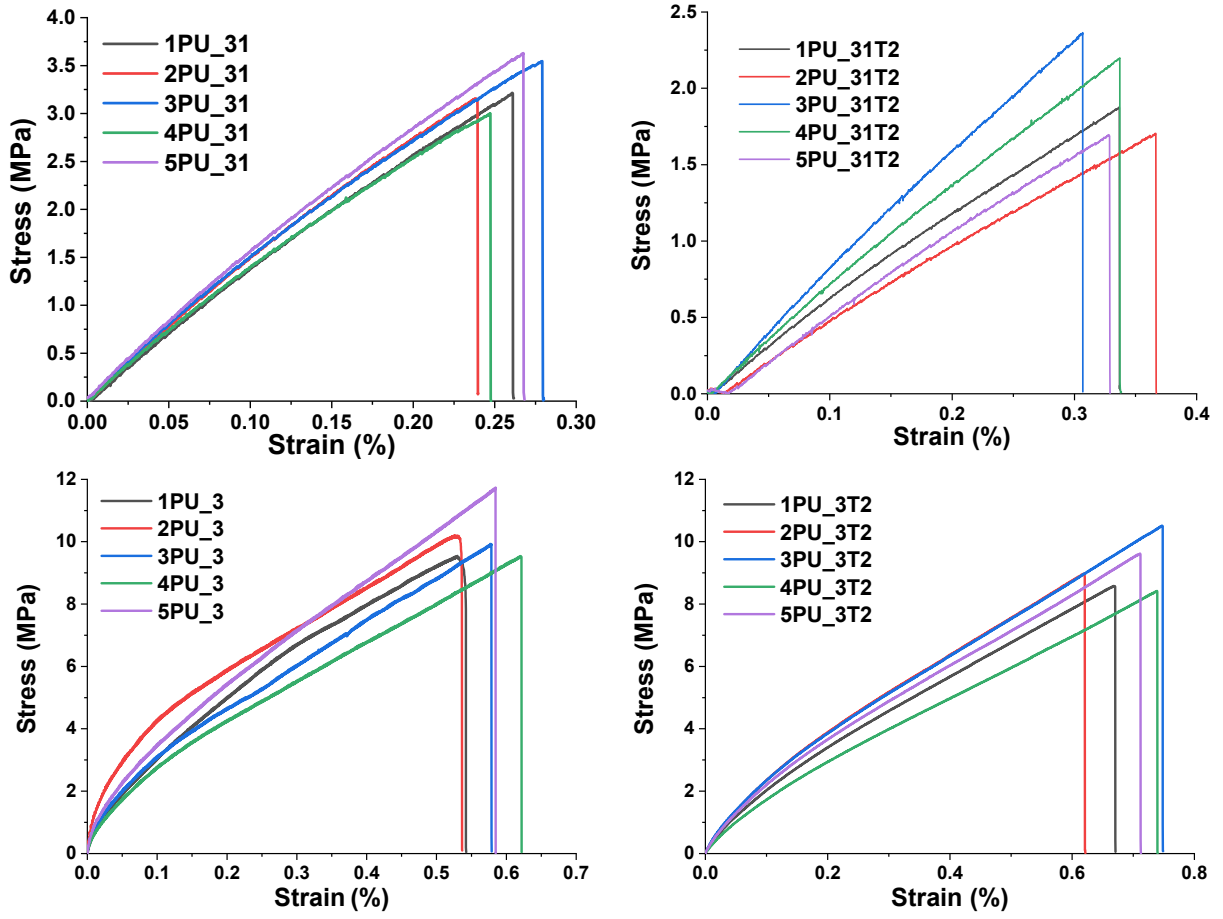 4.0
3.5
3.0
2.5
2.0
1.5
1.0
0.5
0.0
Stress (MPa)
1PU_31
2PU_31
3PU_31
4PU_31
5PU_31
0.00 0.05 0.10 0.15 0.20 0.25 0.30
Strain (%)
2.5
2.0
1.5
1.0
0.5
0.0
Stress (MPa)
1PU_31T2
2PU_31T2
3PU_31T2
4PU_31T2
5PU_31T2
0.0 0.1 0.2 0.3 0.4
Strain (%)
12
10
8
6
4
2
0
Stress (MPa)
1PU_3
2PU_3
3PU_3
4PU_3
5PU_3
0.0 0.1 0.2 0.3 0.4 0.5 0.6 0.7
Strain (%)
12
10
8
6
4
2
0
Stress (MPa)
1PU_3T2
2PU_3T2
3PU_3T2
4PU_3T2
5PU_3T2
0.0 0.2 0.4 0.6 0.8
Strain (%)